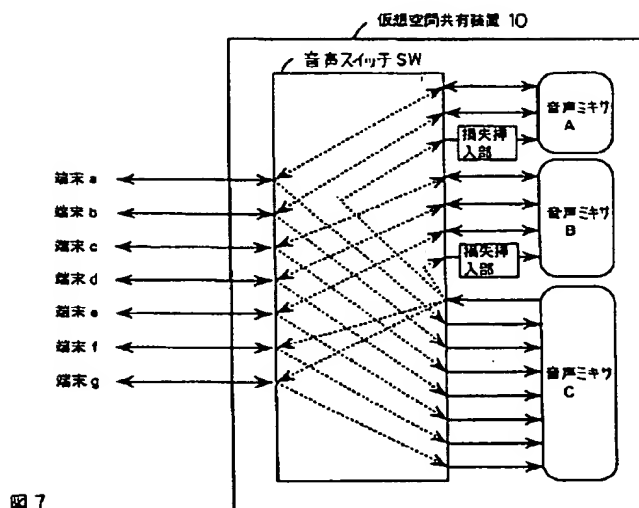 仮想空間共有装置 10
音声スイッチ SW
音声ミキサ
A
損失挿
入部
端末 a
端末 b
端末 c
端末 d
端末 e
端末 f
端末 g
音声ミキサ
B
損失挿
入部
音声ミキサ
C
図 7